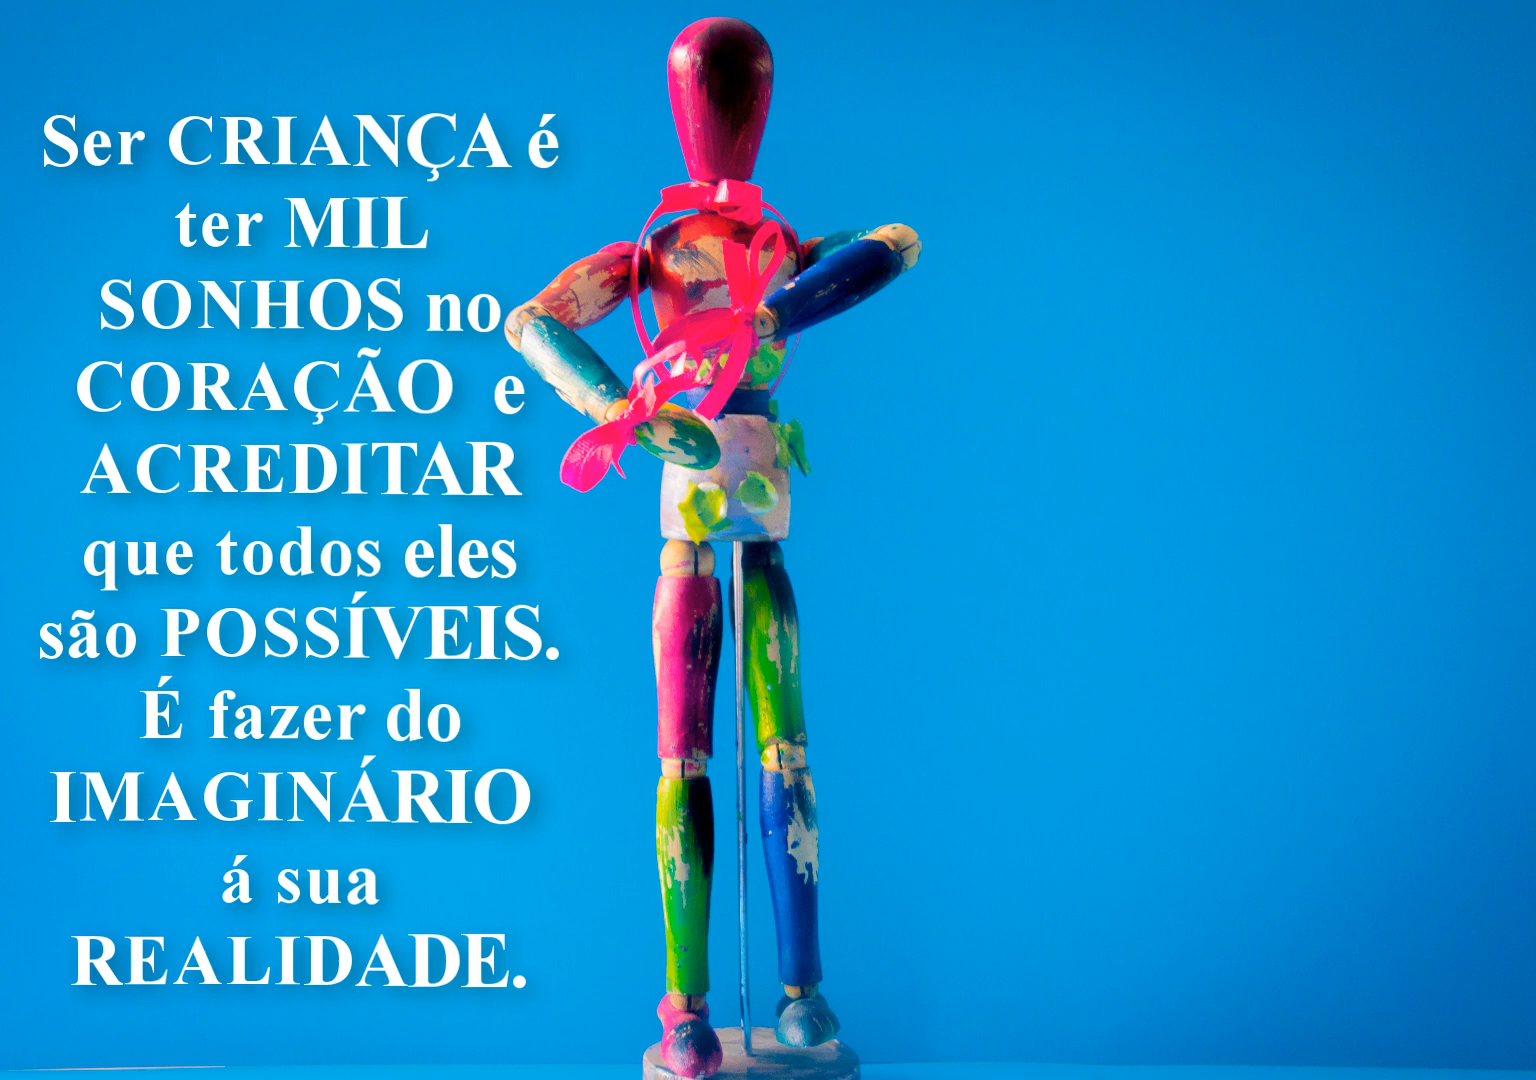 Ser CRIANÇA é
ter MIL
SONHOS no
CORAÇÃO e
ACREDITAR
que todos eles
são POSSÍVEIS.
É fazer do
IMAGINÁRIO
á sua
REALIDADE.